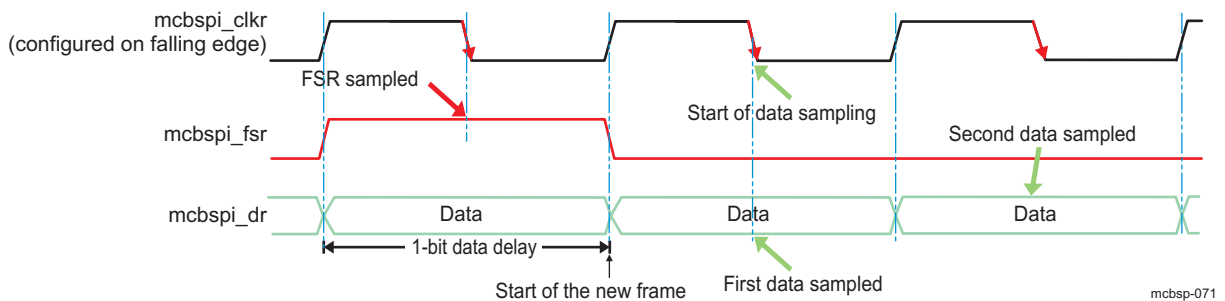 mcbspi_clkr
(configured on falling edge)
FSR sampled
Start of data sampling
mcbspi_fsr
Second data sampled
mcbspi_dr
Data
Data
Data
1-bit data delay
Start of the new frame
First data sampled
mcbsp-071